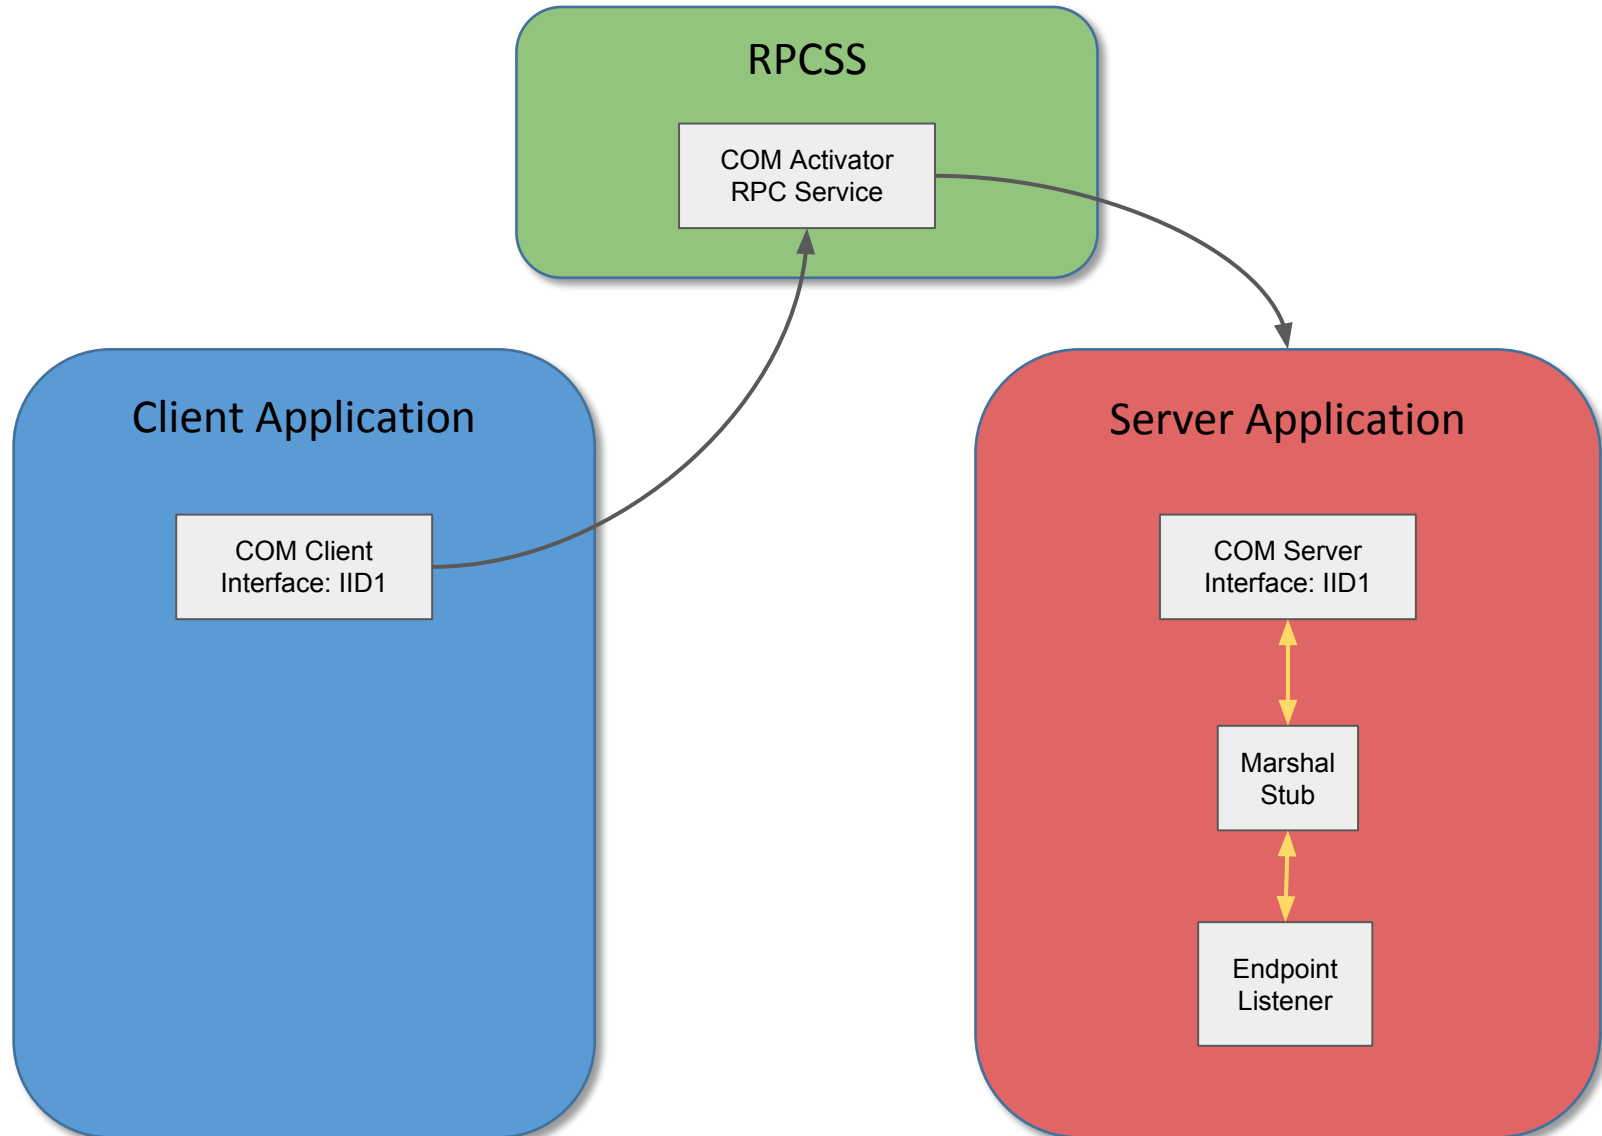 RPCSS
COM Activator
RPC Service
Client Application
COM Client
Interface: IID1
Server Application
COM Server
Interface: IID1
Marshal
Stub
Endpoint
Listener